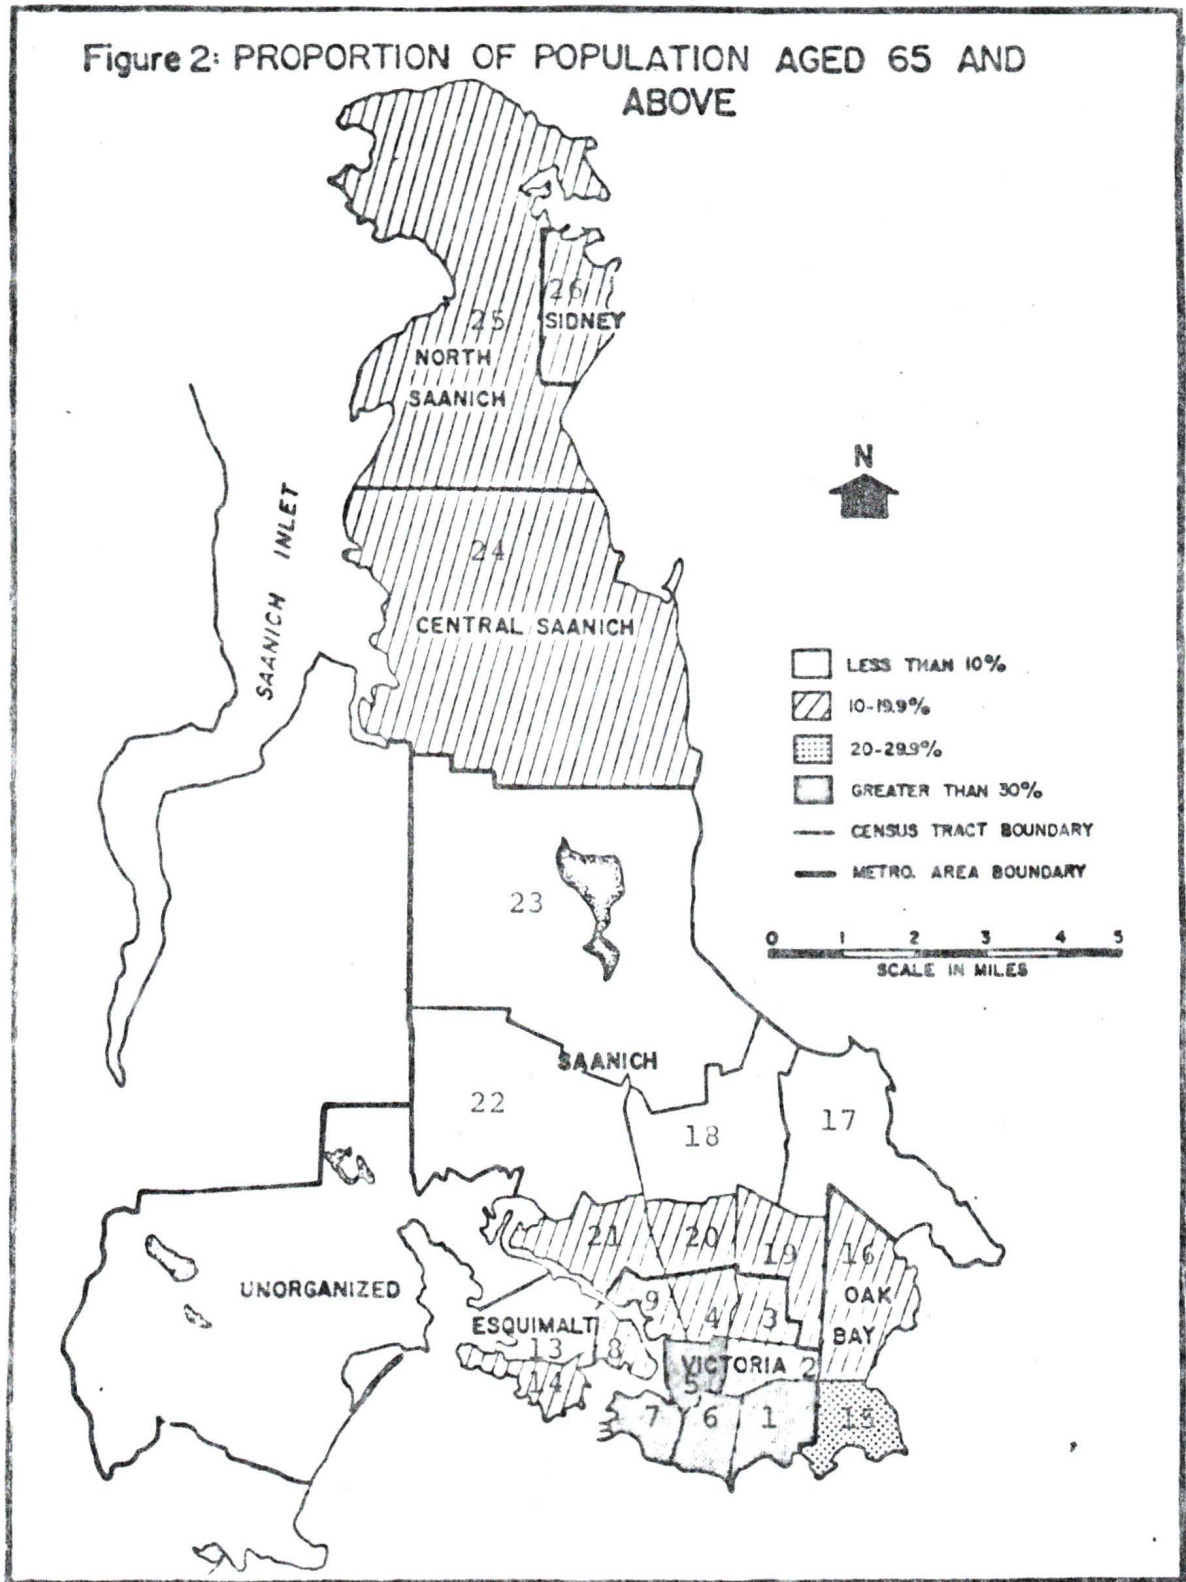 Figure 2: PROPORTION OF POPULATION AGED 65 AND
ABOVE
26
SIDNEY
25
NORTH
SAANICH
N
SAANICH INLET
24
CENTRAL SAANICH
LESS THAN 10%
10-19.9%
20-29.9%
GREATER THAN 30%
CENSUS TRACT BOUNDARY
METRO. AREA BOUNDARY
23
0 1 2 3 4 5
SCALE IN MILES
SAANICH
22
18
17
21
20
19
16
UNORGANIZED
OAK
BAY
9
4
3
ESQUIMALT
13
8
VICTORIA 2
14
5
7
6
1
15